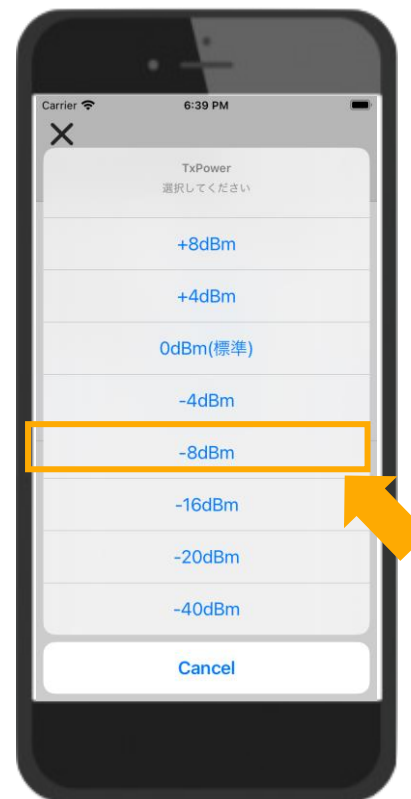 Carrier 6:39 PM
TxPower
選択してください
+8dBm
+4dBm
0dBm(標準)
-4dBm
-8dBm
-16dBm
-20dBm
-40dBm
Cancel